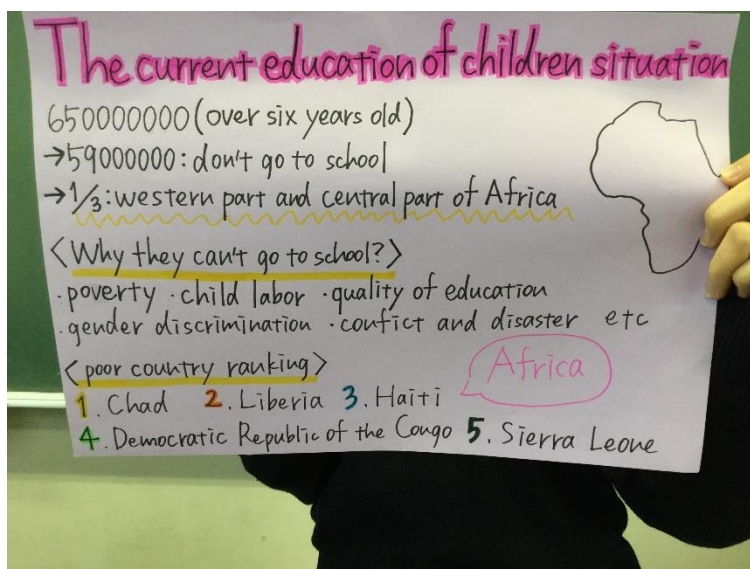 The current education of children situation
650000000(over six years old)
→59000000: don't go to school
→1/3: western part and central part of Africa
<Why they can't go to school?>
・poverty ・child labor ・quality of education
・gender discrimination ・confict and disaster etc
<poor country ranking>
Africa
1. Chad 2. Liberia 3. Haiti
4. Democratic Republic of the Congo 5. Sierra Leone